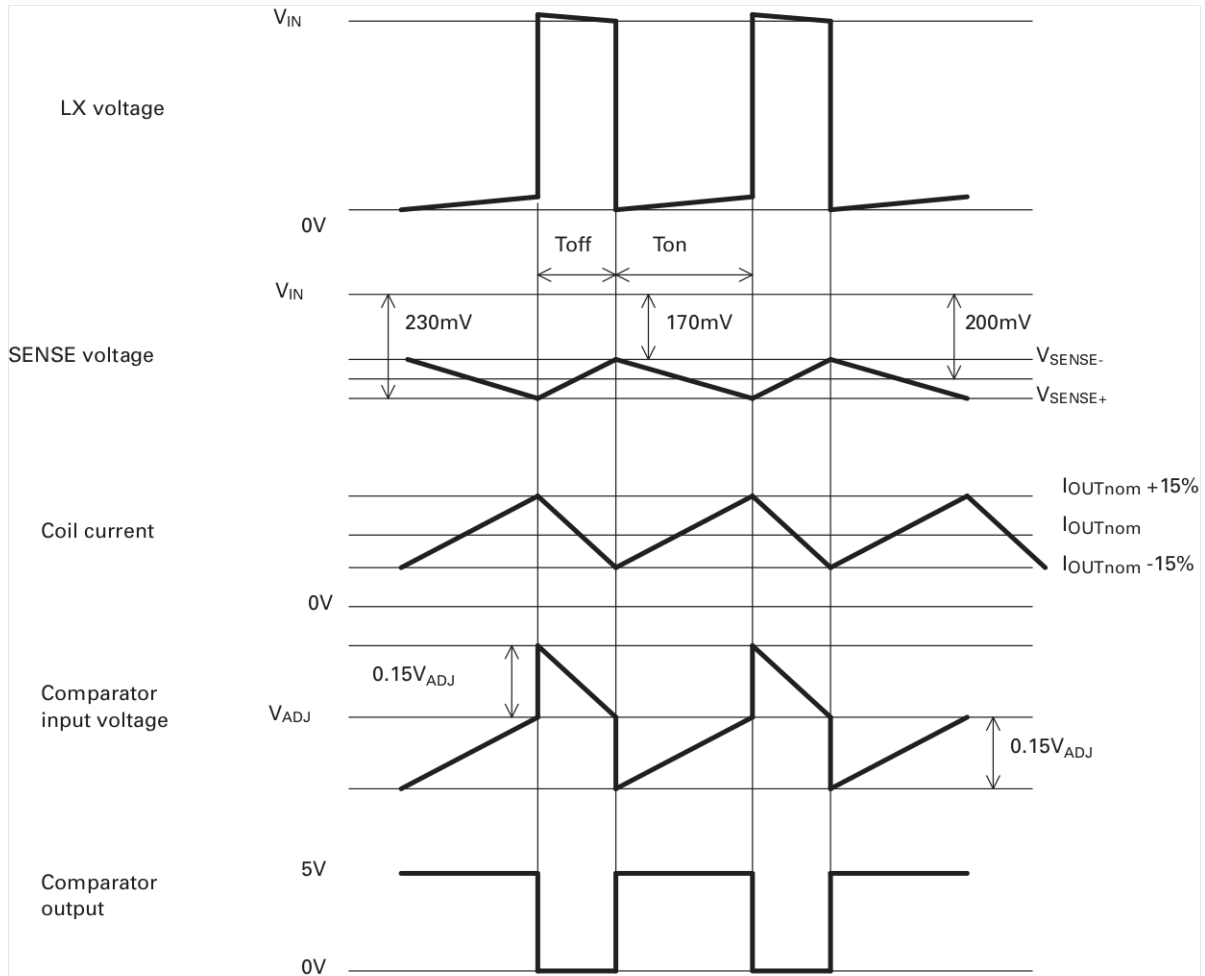 VIN
LX voltage
0V
Toff
Ton
VIN
230mV
170mV
200mV
SENSE voltage
VSENSE-
VSENSE+
IOUTnom +15%
Coil current
IOUTnom
IOUTnom -15%
0V
0.15VADJ
Comparator
input voltage
VADJ
0.15VADJ
5V
Comparator
output
0V